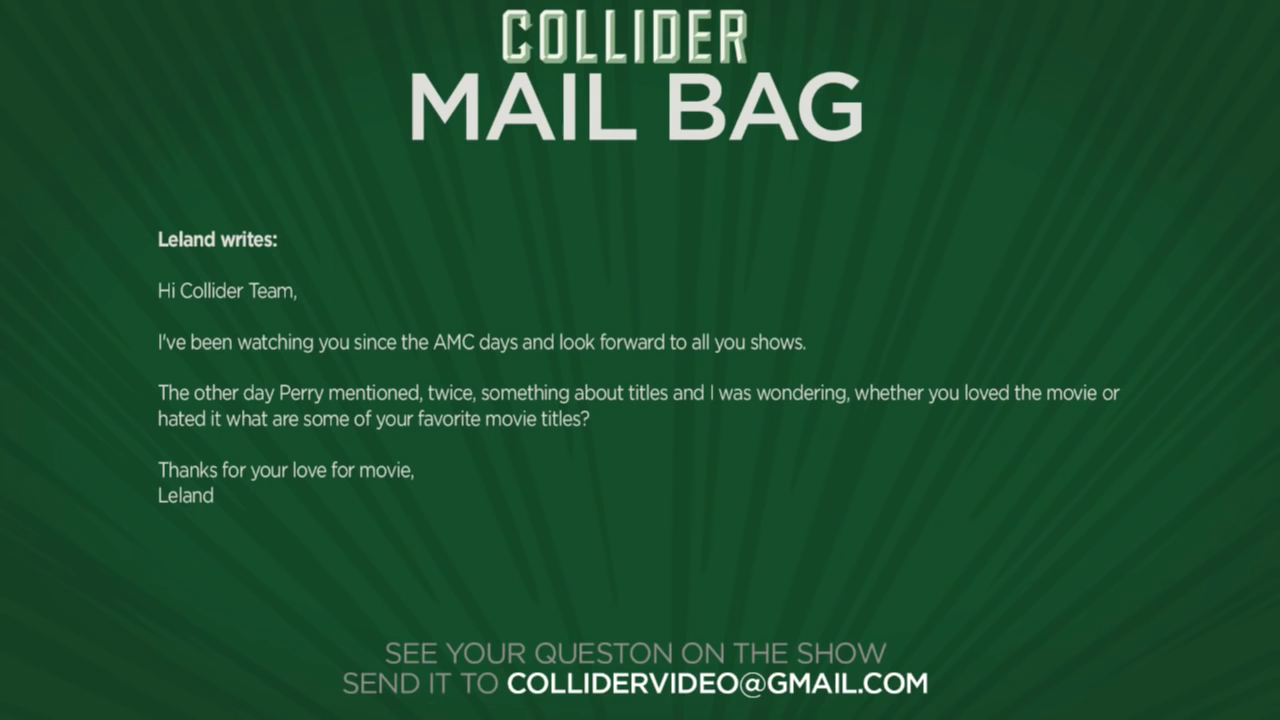 COLLIDER
MAIL BAG
Leland writes:
Hi Collider Team,
I've been watching you since the AMC days and look forward to all you shows.
The other day Perry mentioned, twice, something about titles and I was wondering, whether you loved the movie or
hated it what are some of your favorite movie titles?
Thanks for your love for movie,
Leland
SEE YOUR QUESTON ON THE SHOW
SEND IT TO COLLIDERVIDEO@GMAIL.COM